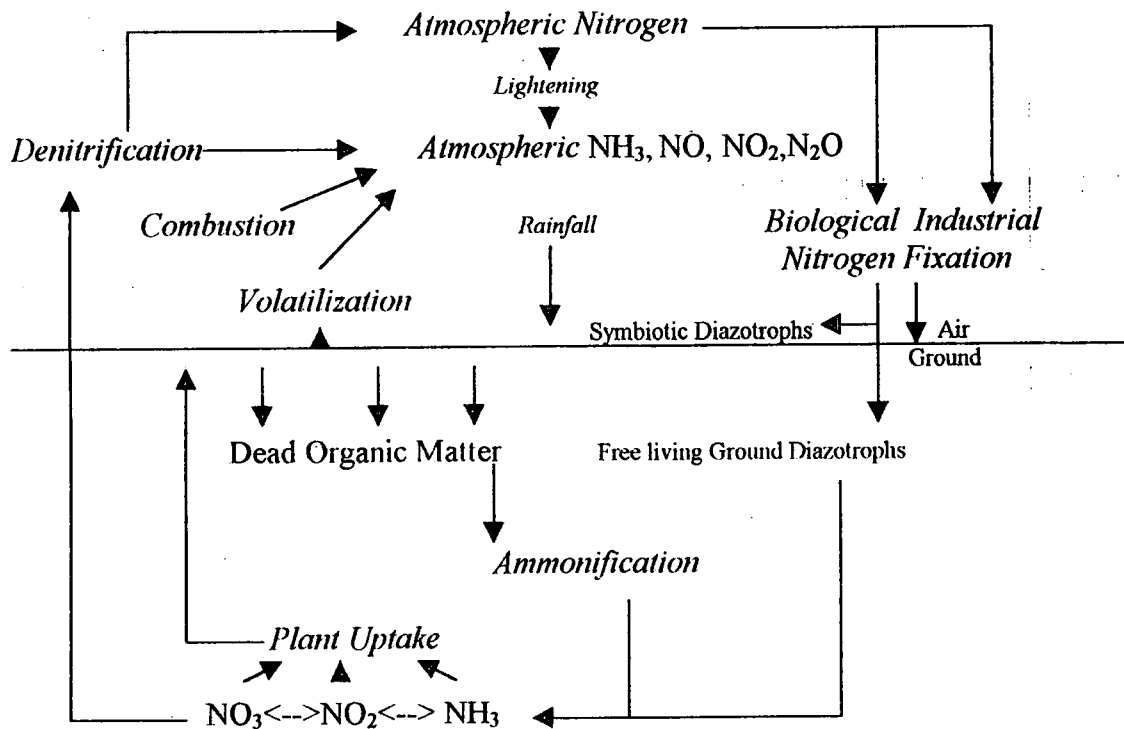 Atmospheric Nitrogen
Lightening
Denitrification
Atmospheric NH₃, NO, NO₂,N₂O
Combustion
Rainfall
Biological Industrial
Nitrogen Fixation
Volatilization
Symbiotic Diazotrophs
Air
Ground
Dead Organic Matter
Free living Ground Diazotrophs
Ammonification
Plant Uptake
NO₃<-->NO₂<--> NH₃